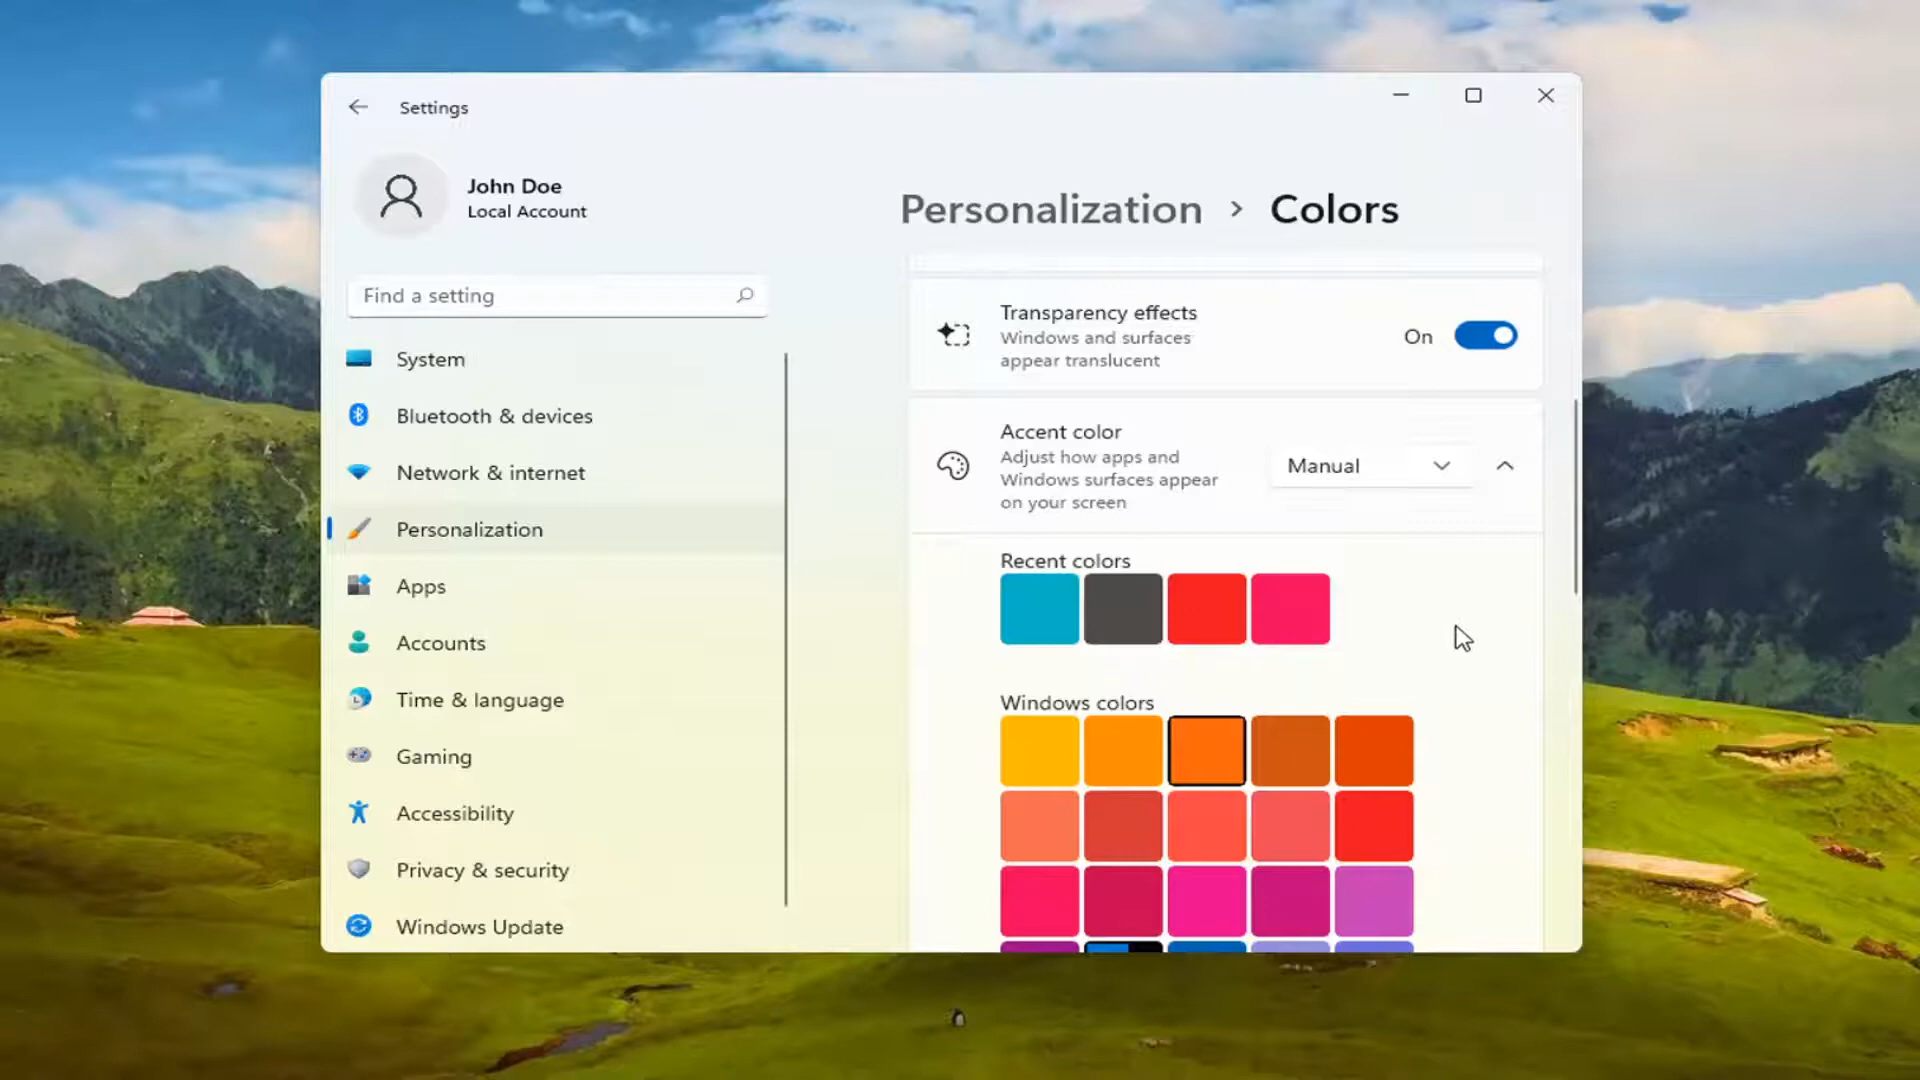 Settings
John Doe
Local Account
Find a setting
System
Bluetooth & devices
Network & internet
Personalization
Apps
Accounts
Time & language
Gaming
Accessibility
Privacy & security
Windows Update
Personalization > Colors
Transparency effects
Windows and surfaces
appear translucent
On
Accent color
Adjust how apps and
Windows surfaces appear
on your screen
Manual
Recent colors
Windows colors